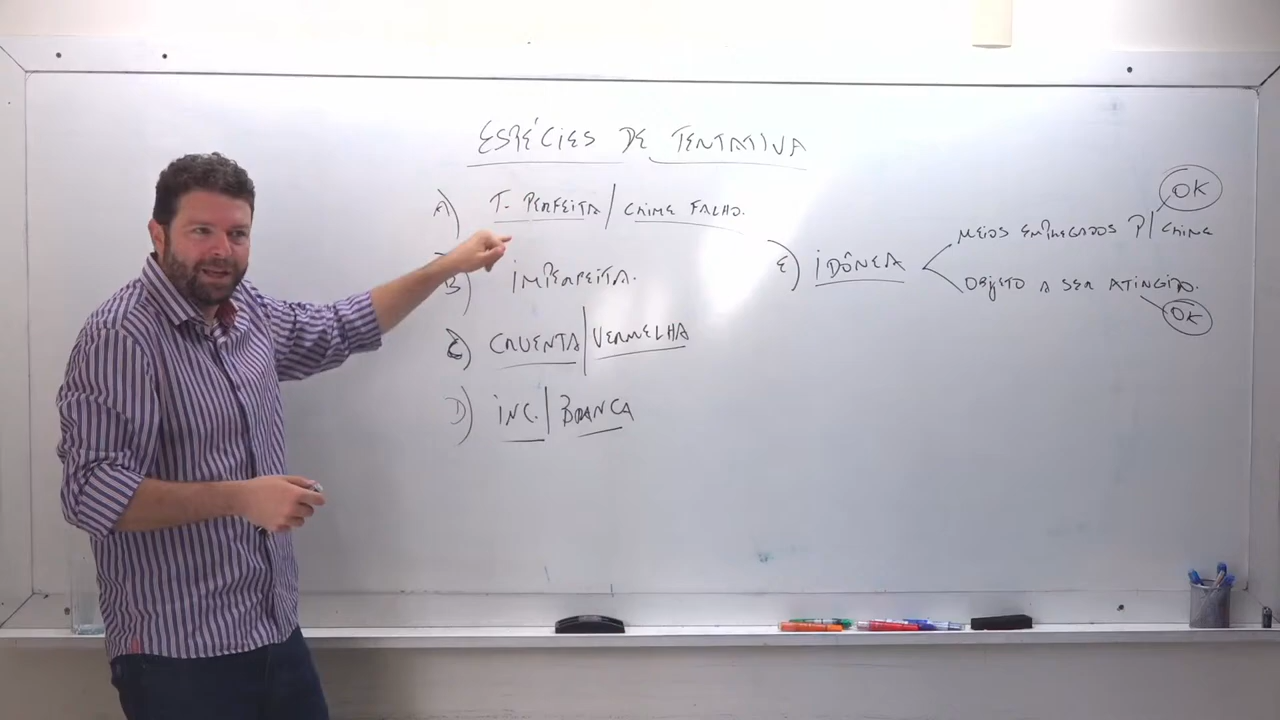 ESPÉCIES DE TENTATIVA
A) T. PERFEITA / CRIME FALHO.
B) IMPERFEITA.
C) CRUENTA / VERMELHA
D) INC. / BRANCA
E) IDÔNEA
OK
MEIOS EMPREGADOS P/ CRIME
OBJETO A SER ATINGIDO.
OK